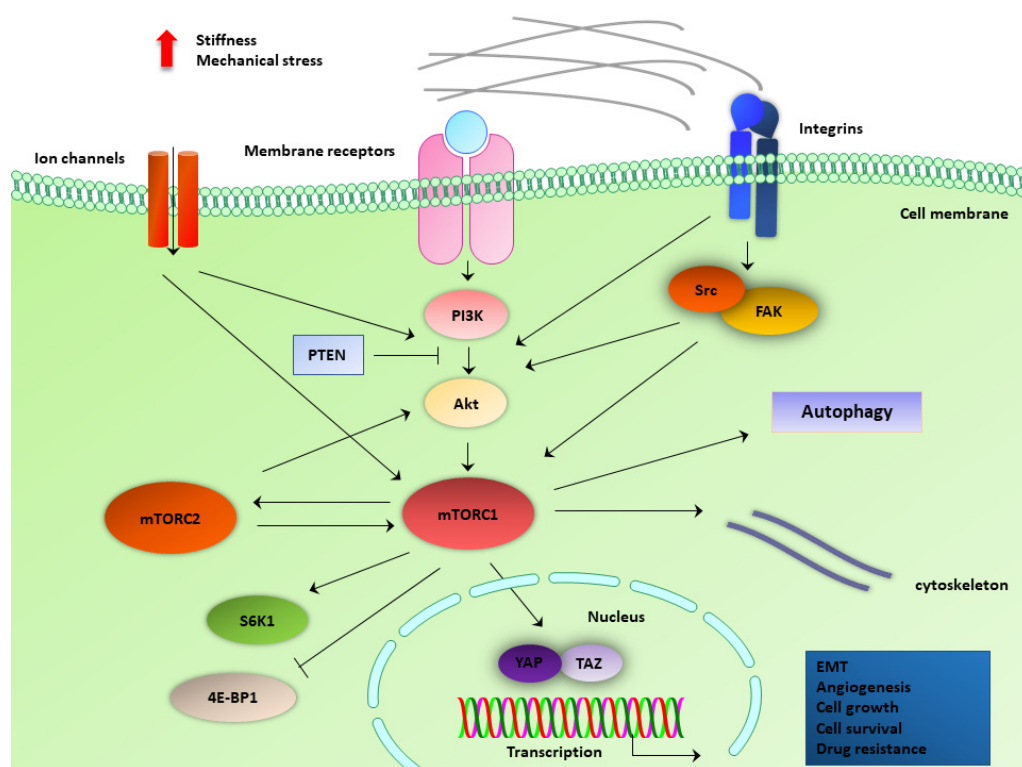 Stiffness
Mechanical stress
Integrins
Membrane receptors
Ion channels
Cell membrane
Src
FAK
PI3K
PTEN
Akt
Autophagy
mTORC2
mTORC1
cytoskeleton
S6K1
Nucleus
YAP
TAZ
4E-BP1
Transcription
EMT
Angiogenesis
Cell growth
Cell survival
Drug resistance